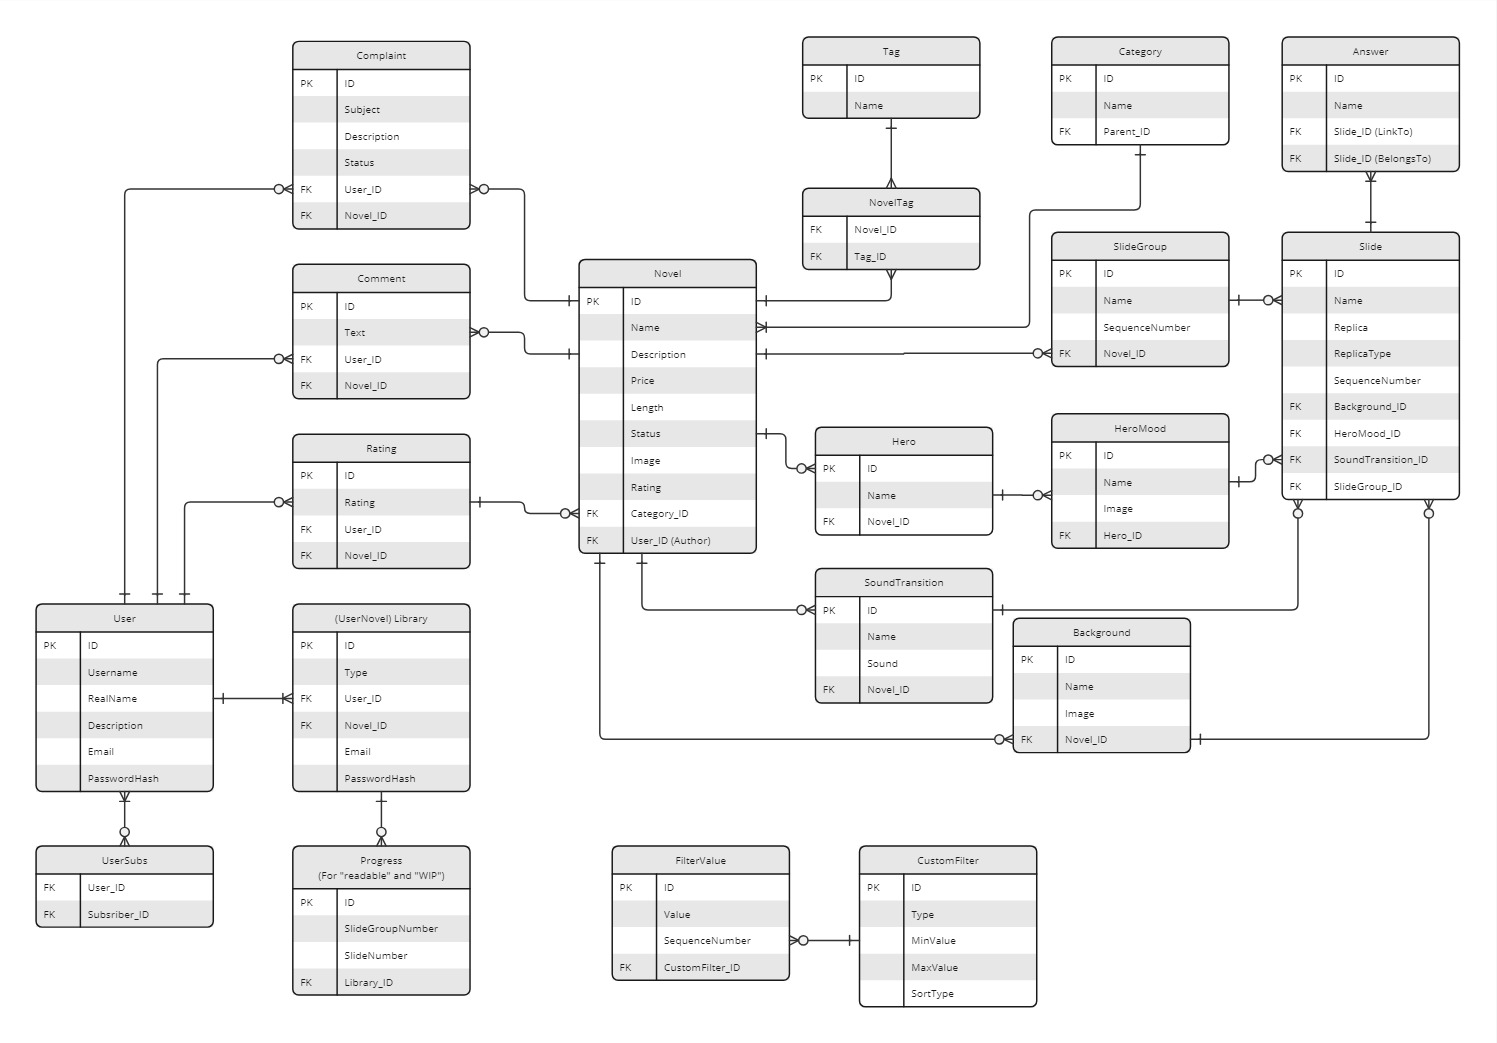 Complaint
PK ID
Subject
Description
Status
FK User_ID
FK Novel_ID
Comment
PK ID
Text
FK User_ID
FK Novel_ID
Rating
PK ID
Rating
FK User_ID
FK Novel_ID
User
PK ID
Username
RealName
Description
Email
PasswordHash
(UserNovel) Library
PK ID
Type
FK User_ID
FK Novel_ID
Email
PasswordHash
UserSubs
FK User_ID
FK Subsriber_ID
Progress
(For "readable" and "WIP")
PK ID
SlideGroupNumber
SlideNumber
FK Library_ID
Novel
PK ID
Name
Description
Price
Length
Status
Image
Rating
FK Category_ID
FK User_ID (Author)
Tag
PK ID
Name
NovelTag
FK Novel_ID
FK Tag_ID
Category
PK ID
Name
FK Parent_ID
SlideGroup
PK ID
Name
SequenceNumber
FK Novel_ID
Answer
PK ID
Name
FK Slide_ID (LinkTo)
FK Slide_ID (BelongsTo)
Slide
PK ID
Name
Replica
ReplicaType
SequenceNumber
FK Background_ID
FK HeroMood_ID
FK SoundTransition_ID
FK SlideGroup_ID
Hero
PK ID
Name
FK Novel_ID
HeroMood
PK ID
Name
Image
FK Hero_ID
SoundTransition
PK ID
Name
Sound
FK Novel_ID
Background
PK ID
Name
Image
FK Novel_ID
FilterValue
PK ID
Value
SequenceNumber
FK CustomFilter_ID
CustomFilter
PK ID
Type
MinValue
MaxValue
SortType